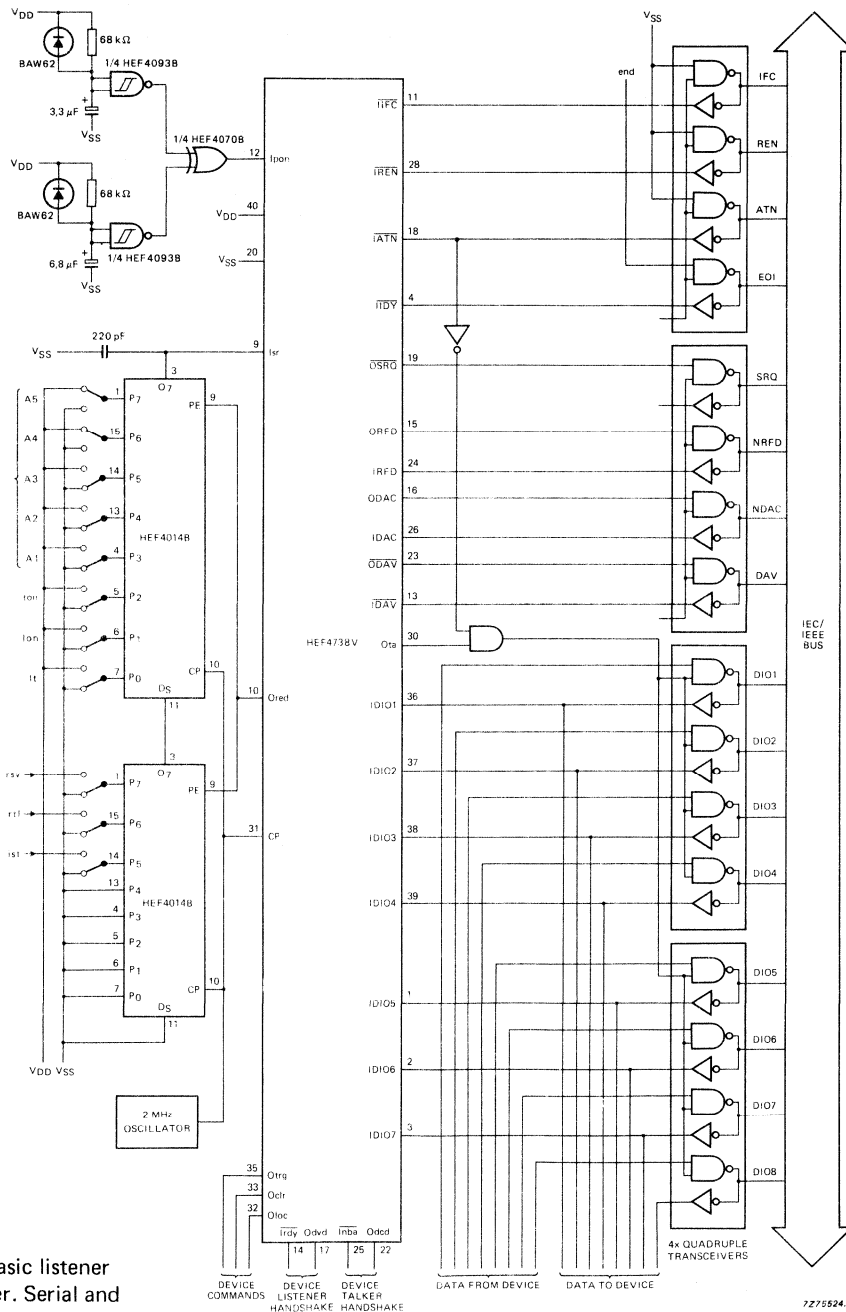 VDD
68 kΩ
BAW62
1/4 HEF4093B
3,3 µF
+
VSS
1/4 HEF4070B
12
Ipon
VDD
68 kΩ
BAW62
1/4 HEF4093B
6,8 µF
+
VSS
VDD
40
VSS
20
220 pF
VSS
9
Isr
3
O7
A5
1
P7
PE
9
A4
15
P6
A3
14
P5
A2
13
P4
HEF4014B
A1
4
P3
5
P2
lon
6
P1
lt
7
P0
CP
10
DS
11
10
Ored
3
O7
rsv
1
P7
PE
9
rtl
15
P6
31
CP
ist
14
P5
13
P4
HEF4014B
4
P3
5
P2
6
P1
CP
10
7
P0
DS
11
VDD VSS
2 MHz
OSCILLATOR
35
Otrg
33
Oclr
32
Oloc
HEF4738V
IIFC
11
IREN
28
IATN
18
IIDY
4
OSRQ
19
ORFD
15
IRFD
24
ODAC
16
IDAC
26
ODAV
23
IDAV
13
Ota
30
IDIO1
36
IDIO2
37
IDIO3
38
IDIO4
39
IDIO5
1
IDIO6
2
IDIO7
3
Irdy Odvd Inba Odcd
14 17 25 22
DEVICE
COMMANDS
DEVICE
LISTENER
HANDSHAKE
DEVICE
TALKER
HANDSHAKE
DATA FROM DEVICE
DATA TO DEVICE
VSS
end
IFC
REN
ATN
EOI
SRQ
NRFD
NDAC
DAV
DIO1
DIO2
DIO3
DIO4
DIO5
DIO6
DIO7
DIO8
4x QUADRUPLE
TRANSCEIVERS
IEC/
IEEE
BUS
asic listener
er. Serial and
7Z75524.